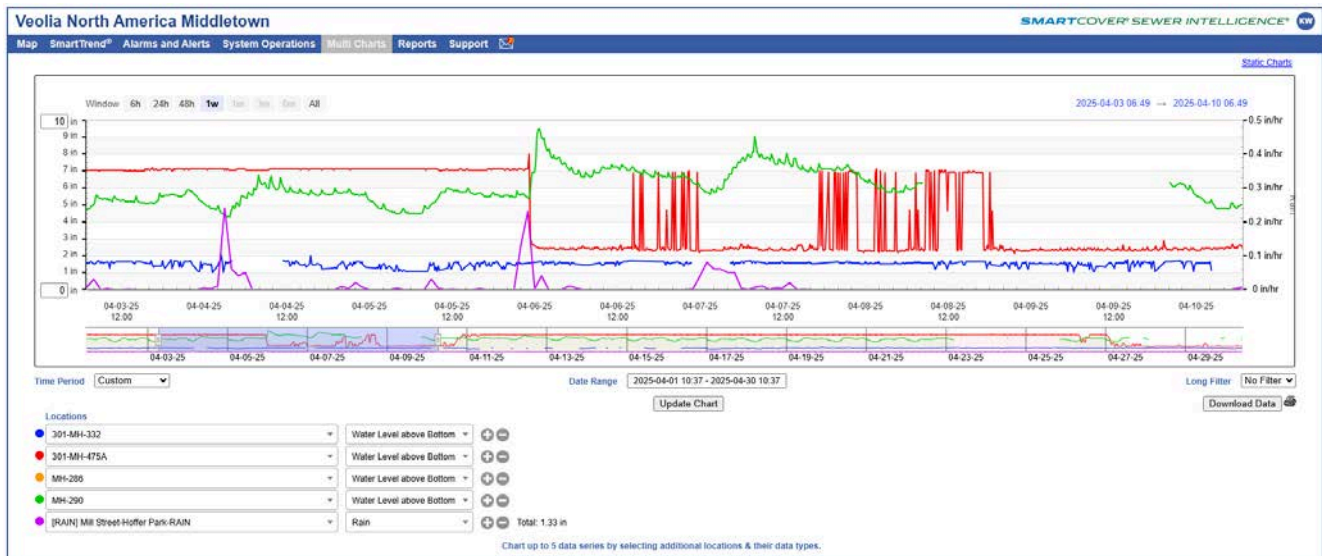 Veolia North America Middletown
SMARTCOVER® SEWER INTELLIGENCE® KW
Map SmartTrend® Alarms and Alerts System Operations Multi Charts Reports Support
Static Charts
Window 6h 24h 48h 1w All
2025-04-03 06:49 → 2025-04-10 06:49
10 in
9 in
8 in
7 in
6 in
5 in
4 in
3 in
2 in
1 in
0 in
0.5 in/hr
0.4 in/hr
0.3 in/hr
0.2 in/hr
0.1 in/hr
0 in/hr
04-03-25 04-04-25 04-04-25 04-05-25 04-05-25 04-06-25 04-06-25 04-07-25 04-07-25 04-08-25 04-08-25 04-09-25 04-09-25 04-10-25
12:00 12:00 12:00 12:00 12:00 12:00 12:00
04-03-25 04-05-25 04-07-25 04-09-25 04-11-25 04-13-25 04-15-25 04-17-25 04-19-25 04-21-25 04-23-25 04-25-25 04-27-25 04-29-25
Time Period Custom Date Range 2025-04-01 10:37 - 2025-04-30 10:37 Long Filter No Filter
Update Chart Download Data
Locations
301-MH-332 Water Level above Bottom
301-MH-475A Water Level above Bottom
MH-286 Water Level above Bottom
MH-290 Water Level above Bottom
[RAIN] Mill Street-Hoffer Park-RAIN Rain Total: 1.33 in
Chart up to 5 data series by selecting additional locations & their data types.